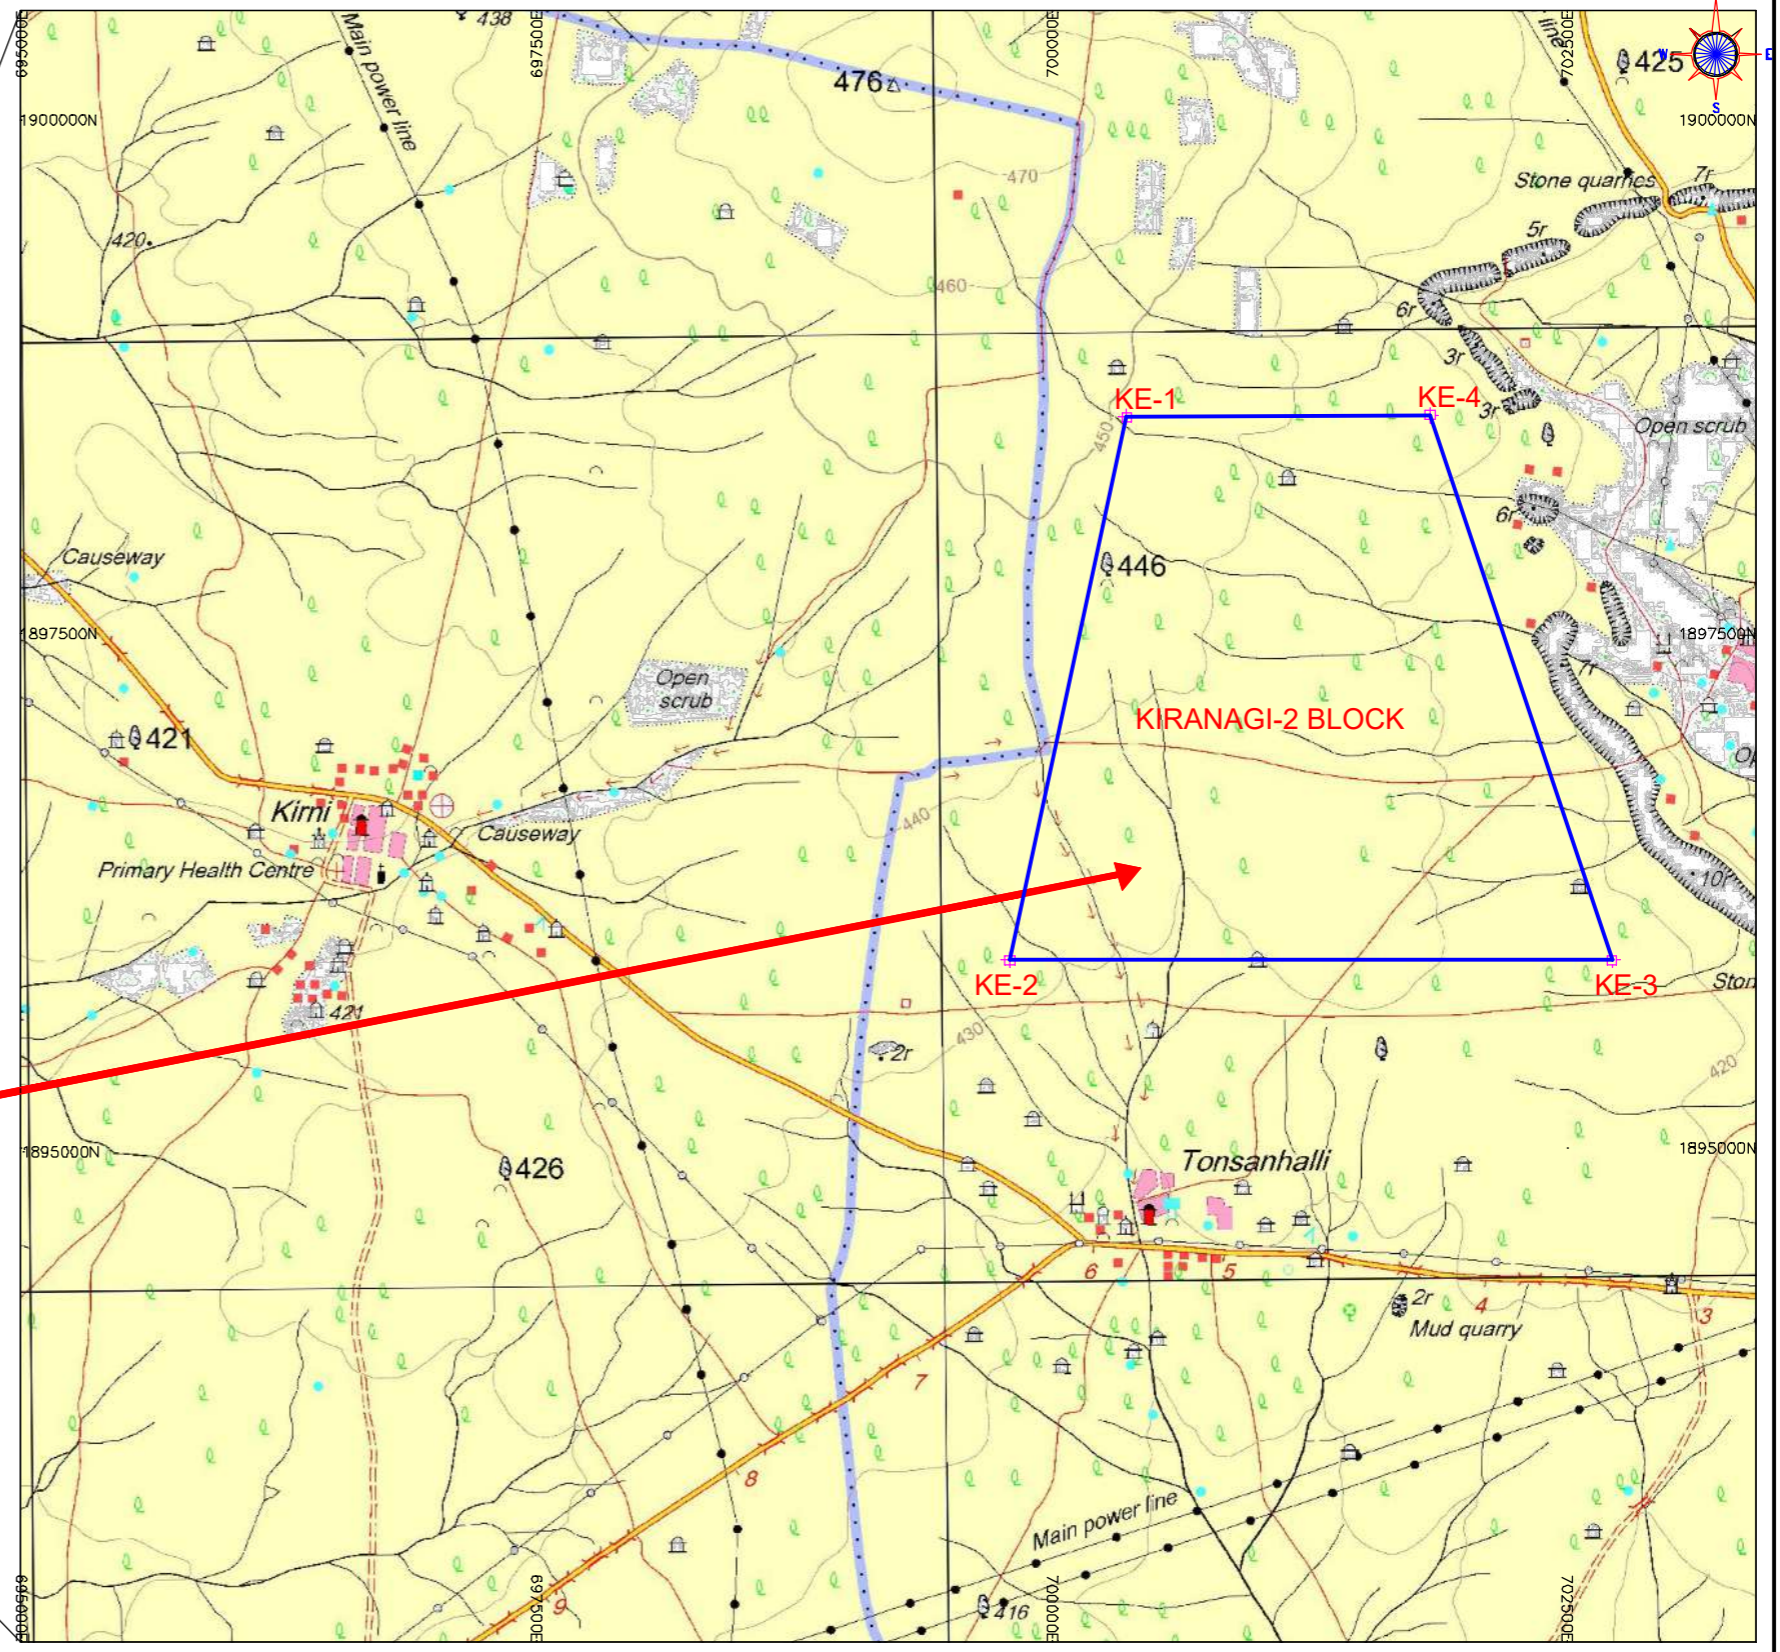 438
Main power line
line
695000E
697500E
700000E
702500E
476
425
W
E
S
1900000N
1900000N
470
Stone quarries
7r
420
5r
460
6r
3r
KE-1
KE-4
3r
450
Open scrub
6r
Causeway
446
1897500N
1897500N
7r
Open
scrub
KIRANAGI-2 BLOCK
421
Kirni
440
Causeway
Primary Health Centre
10r
KE-2
KE-3
Ston
421
430
2r
420
1895000N
1895000N
426
Tonsanhalli
6
5
4
3
2r
Mud quarry
7
8
Main power line
9
416
695000E
697500E
700000E
702500E